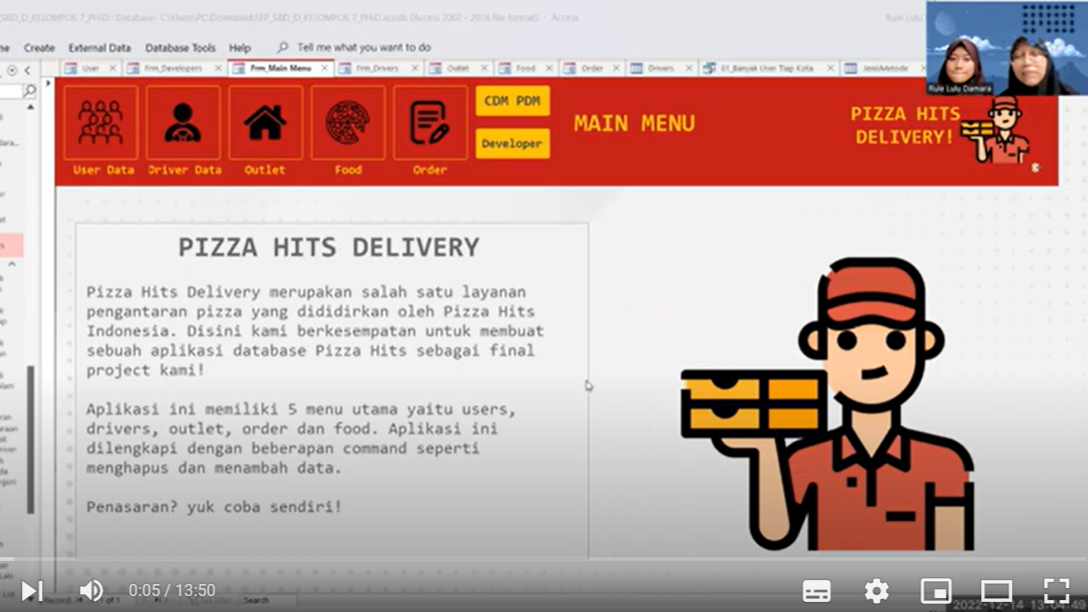 SBD_D_KELOMPOK 7_PHID : Database- C:\Users\PC\Downloads\FP_SBD_D_KELOMPOK 7_PHID.accdb (Access 2007 - 2016 file format) - Access
Rule Lulu
Create External Data Database Tools Help Tell me what you want to do
User Frm_Developers Frm_Main Menu Frm_Drivers Outlet Food Order Drivers 01_Banyak User Tiap Kota JenisMetode
Rule Lulu Damara
CDM PDM
Developer
MAIN MENU
PIZZA HITS
DELIVERY!
User Data Driver Data Outlet Food Order
PIZZA HITS DELIVERY
Pizza Hits Delivery merupakan salah satu layanan
pengantaran pizza yang dididirkan oleh Pizza Hits
Indonesia. Disini kami berkesempatan untuk membuat
sebuah aplikasi database Pizza Hits sebagai final
project kami!
Aplikasi ini memiliki 5 menu utama yaitu users,
drivers, outlet, order dan food. Aplikasi ini
dilengkapi dengan beberapan command seperti
menghapus dan menambah data.
Penasaran? yuk coba sendiri!
0:05 / 13:50
Search